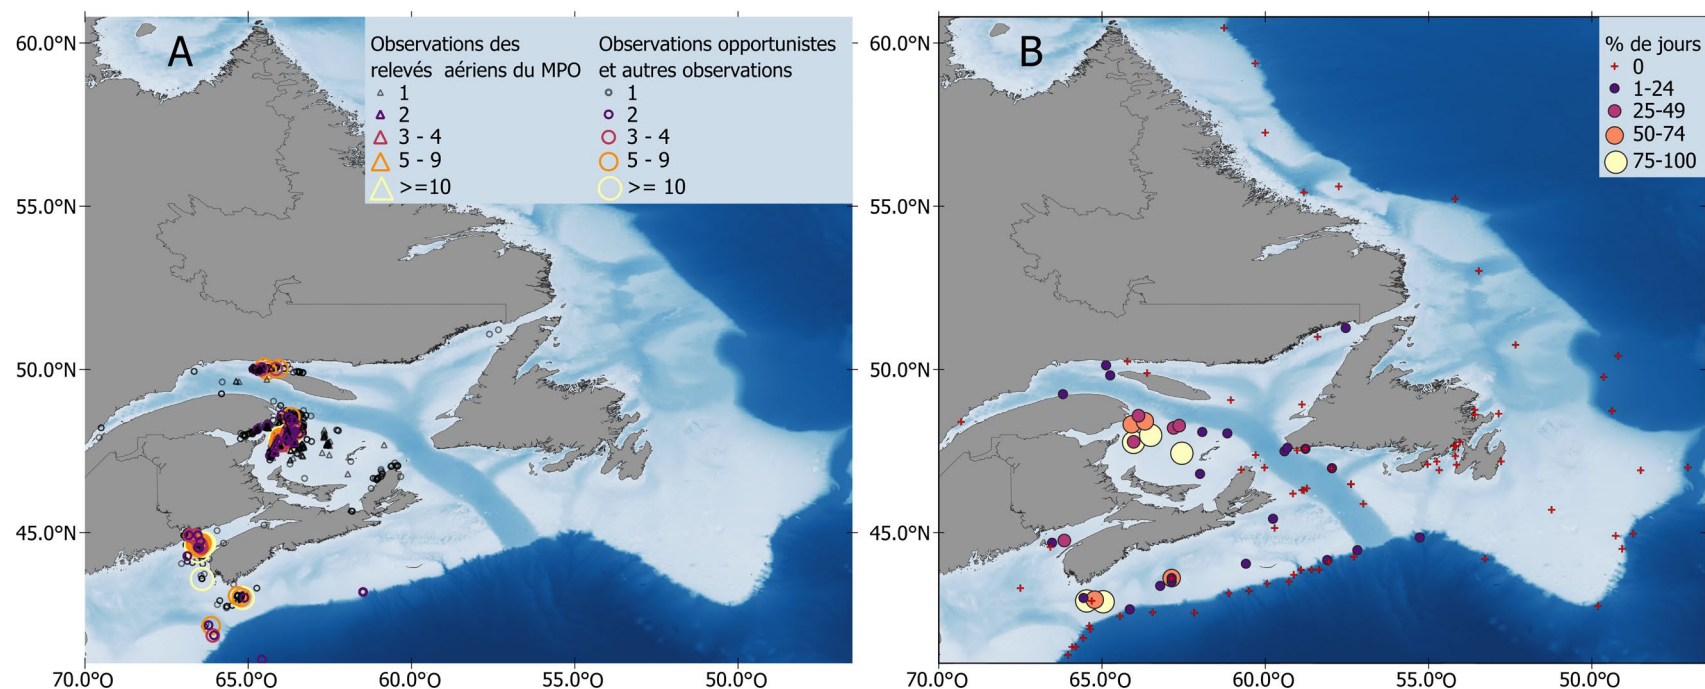 A
Observations des
relevés aériens du MPO
1
2
3 - 4
5 - 9
>=10
Observations opportunistes
et autres observations
1
2
3 - 4
5 - 9
>= 10
60.0°N
55.0°N
50.0°N
45.0°N
70.0°O
65.0°O
60.0°O
55.0°O
50.0°O
B
% de jours
0
1-24
25-49
50-74
75-100
60.0°N
55.0°N
50.0°N
45.0°N
70.0°O
65.0°O
60.0°O
55.0°O
50.0°O